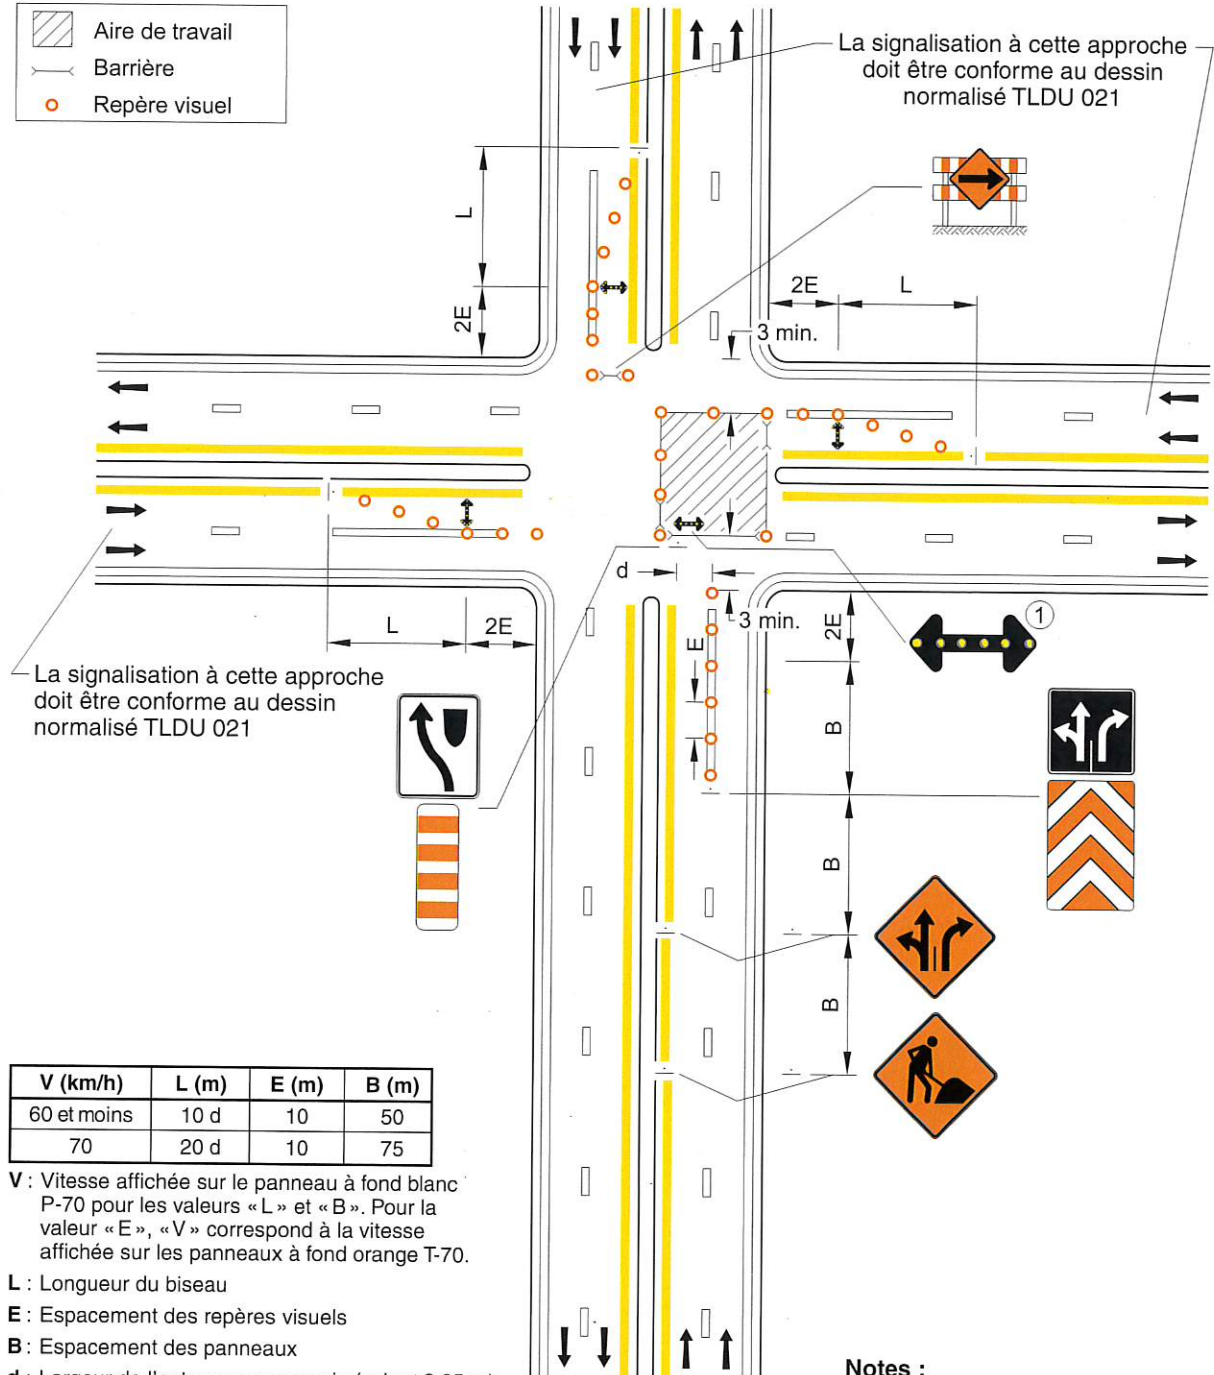 Aire de travail
Barrière
Repère visuel
La signalisation à cette approche
doit être conforme au dessin
normalisé TLDU 021
L
2E
2E
L
3 min.
d
3 min.
E
2E
1
L
2E
La signalisation à cette approche
doit être conforme au dessin
normalisé TLDU 021
B
B
B
V (km/h) L (m) E (m) B (m)
60 et moins 10 d 10 50
70 20 d 10 75
V : Vitesse affichée sur le panneau à fond blanc
P-70 pour les valeurs « L » et « B ». Pour la
valeur « E », « V » correspond à la vitesse
affichée sur les panneaux à fond orange T-70.
L : Longueur du biseau
E : Espacement des repères visuels
B : Espacement des panneaux
Notes :